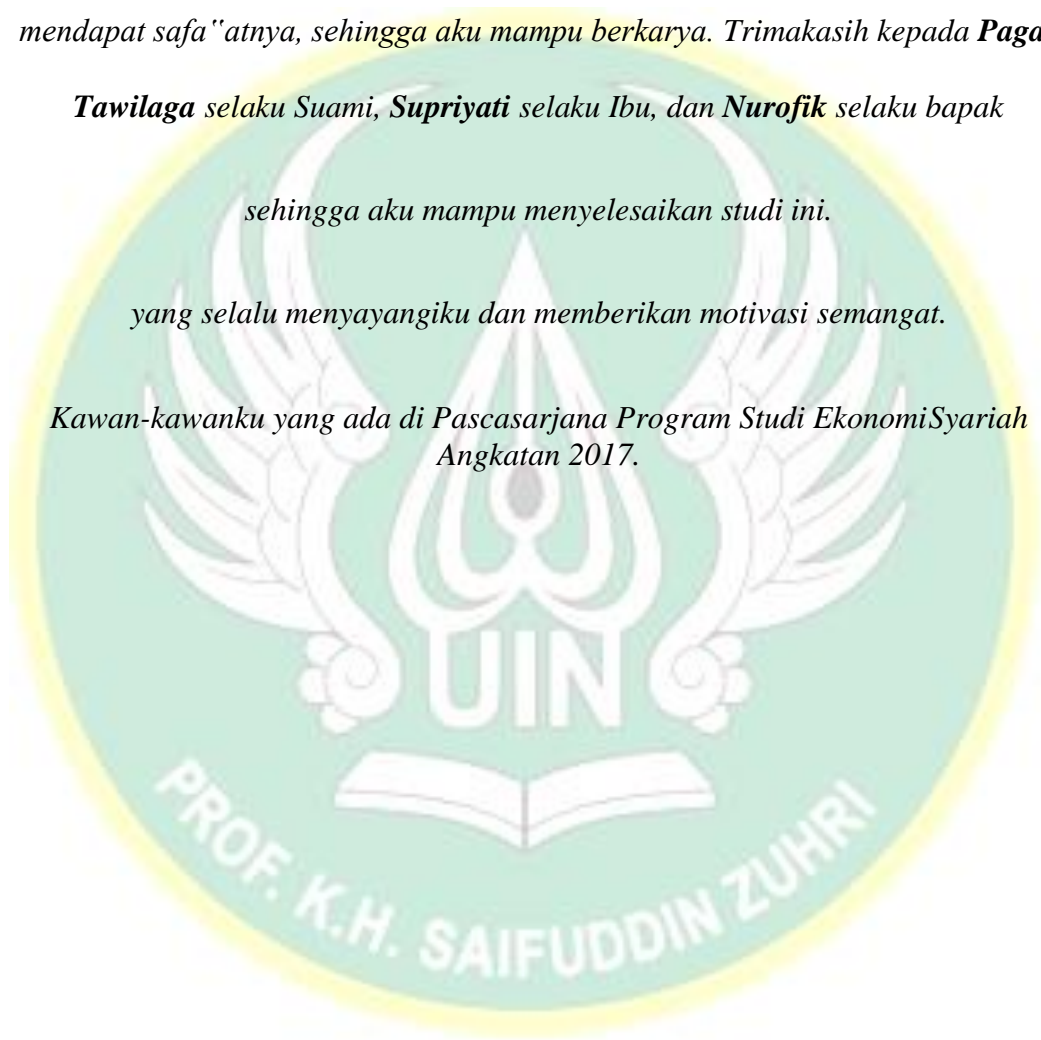 mendapat safa‟atnya, sehingga aku mampu berkarya. Trimakasih kepada
Tawilaga selaku Suami, Supriyati selaku Ibu, dan Nurofik selaku bapak
sehingga aku mampu menyelesaikan studi ini.
yang selalu menyayangiku dan memberikan motivasi semangat.
Kawan-kawanku yang ada di Pascasarjana Program Studi EkonomiSyariah
Angkatan 2017.
UIN
PROF. K.H. SAIFUDDIN ZUHRI